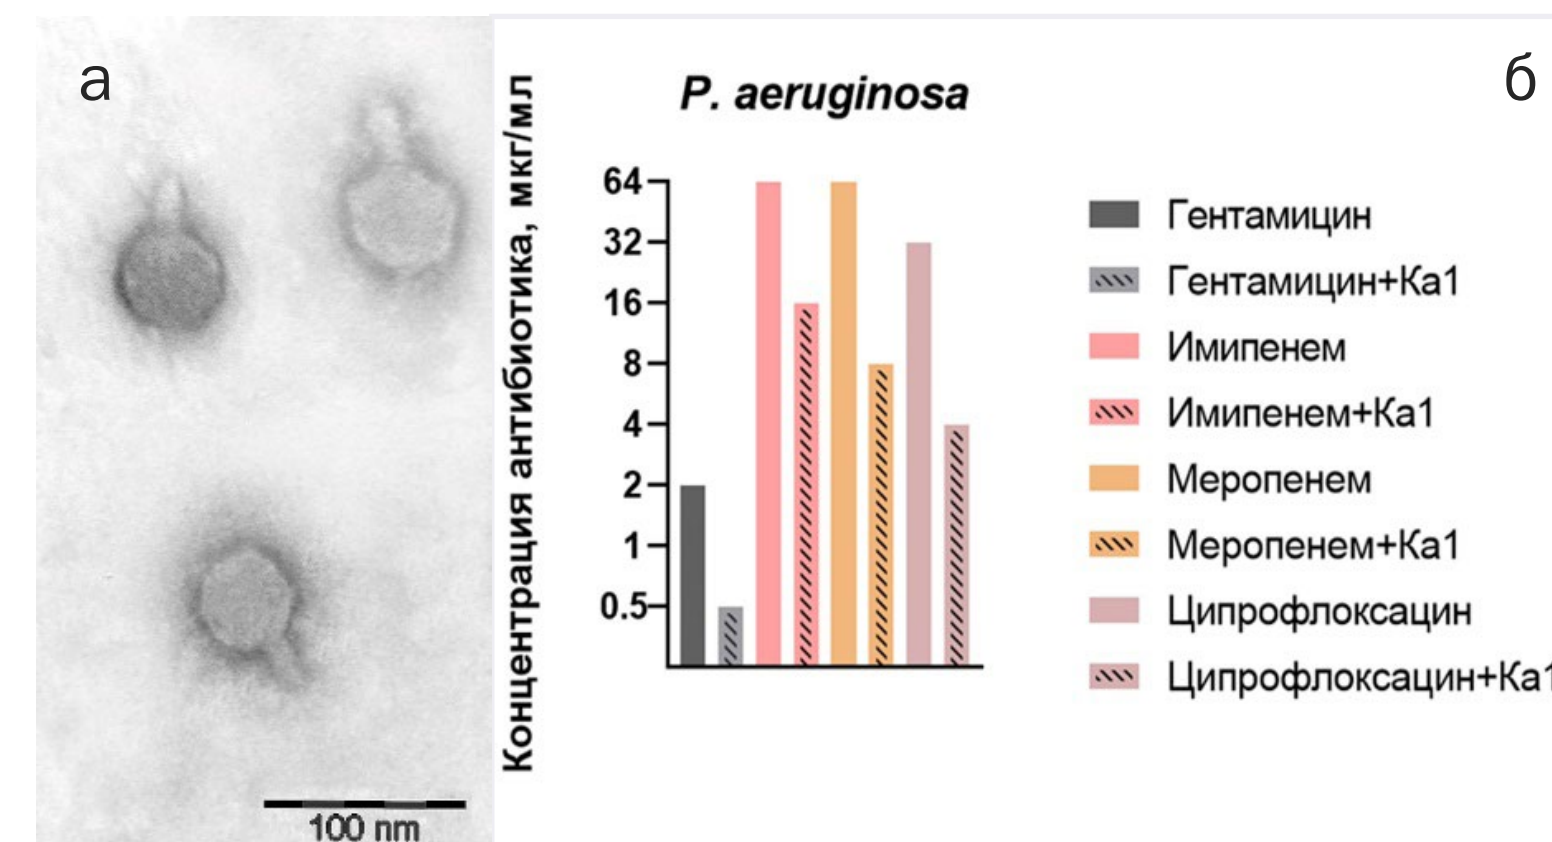 а
б
P. aeruginosa
Концентрация антибиотика, мкг/мл
64
32
16
8
4
2
1
0.5
Гентамицин
Гентамицин+Ка1
Имипенем
Имипенем+Ка1
Меропенем
Меропенем+Ка1
Ципрофлоксацин
Ципрофлоксацин+Ка1
100 nm